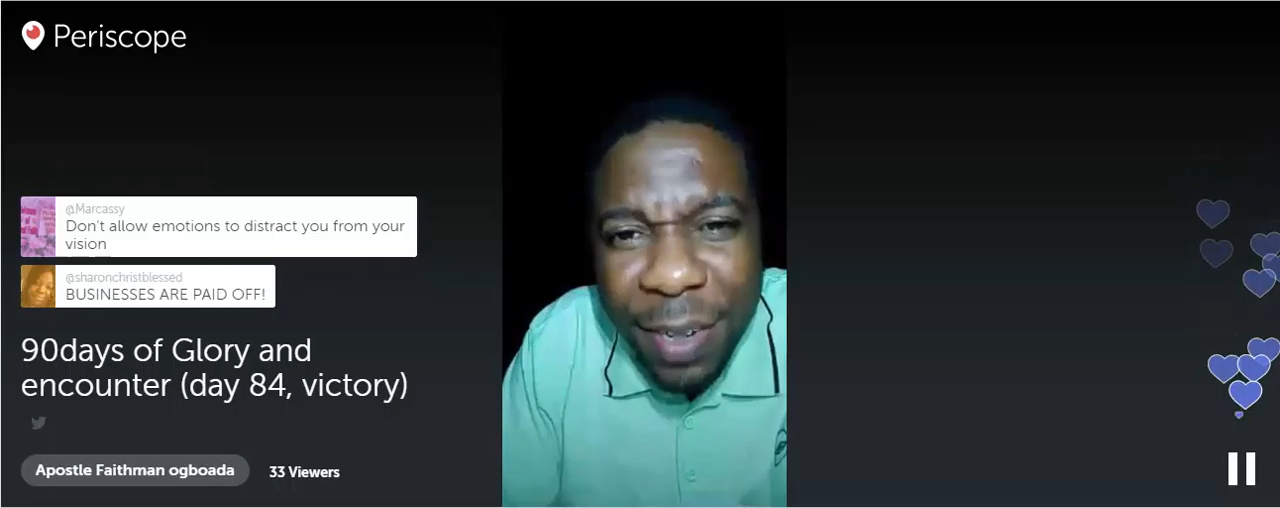 Periscope
@Marcassy
Don't allow emotions to distract you from your
vision
@sharonchristblessed
BUSINESSES ARE PAID OFF!
90days of Glory and
encounter (day 84, victory)
Apostle Faithman ogboada
33 Viewers